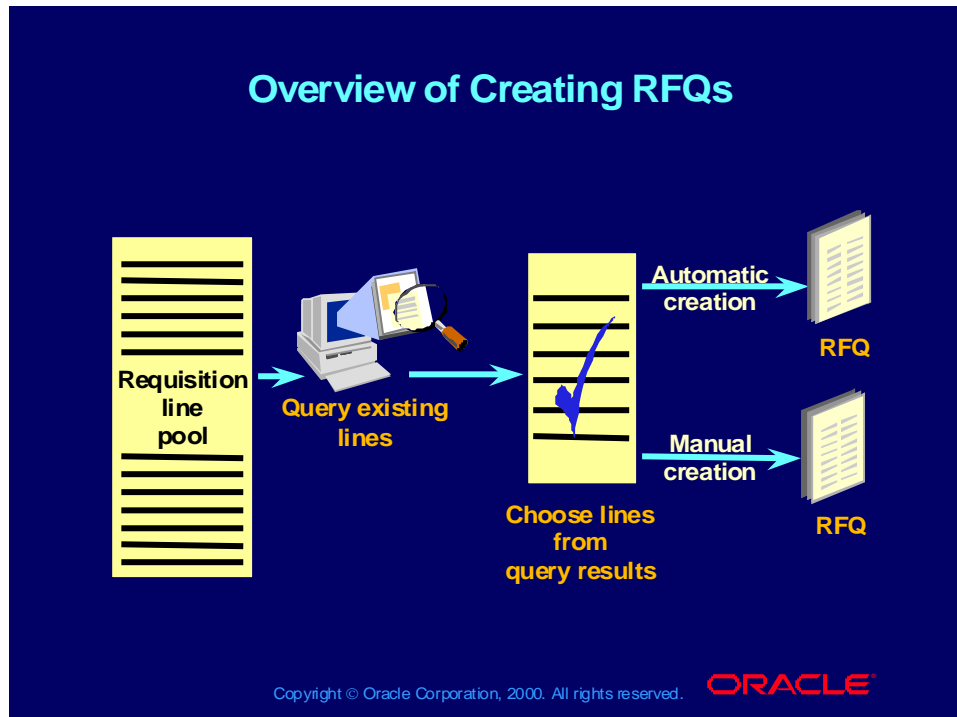 Overview of Creating RFQs
Requisition
line
pool
Query existing
lines
Choose lines
from
query results
Automatic
creation
RFQ
Manual
creation
RFQ
Copyright © Oracle Corporation, 2000. All rights reserved.
ORACLE®